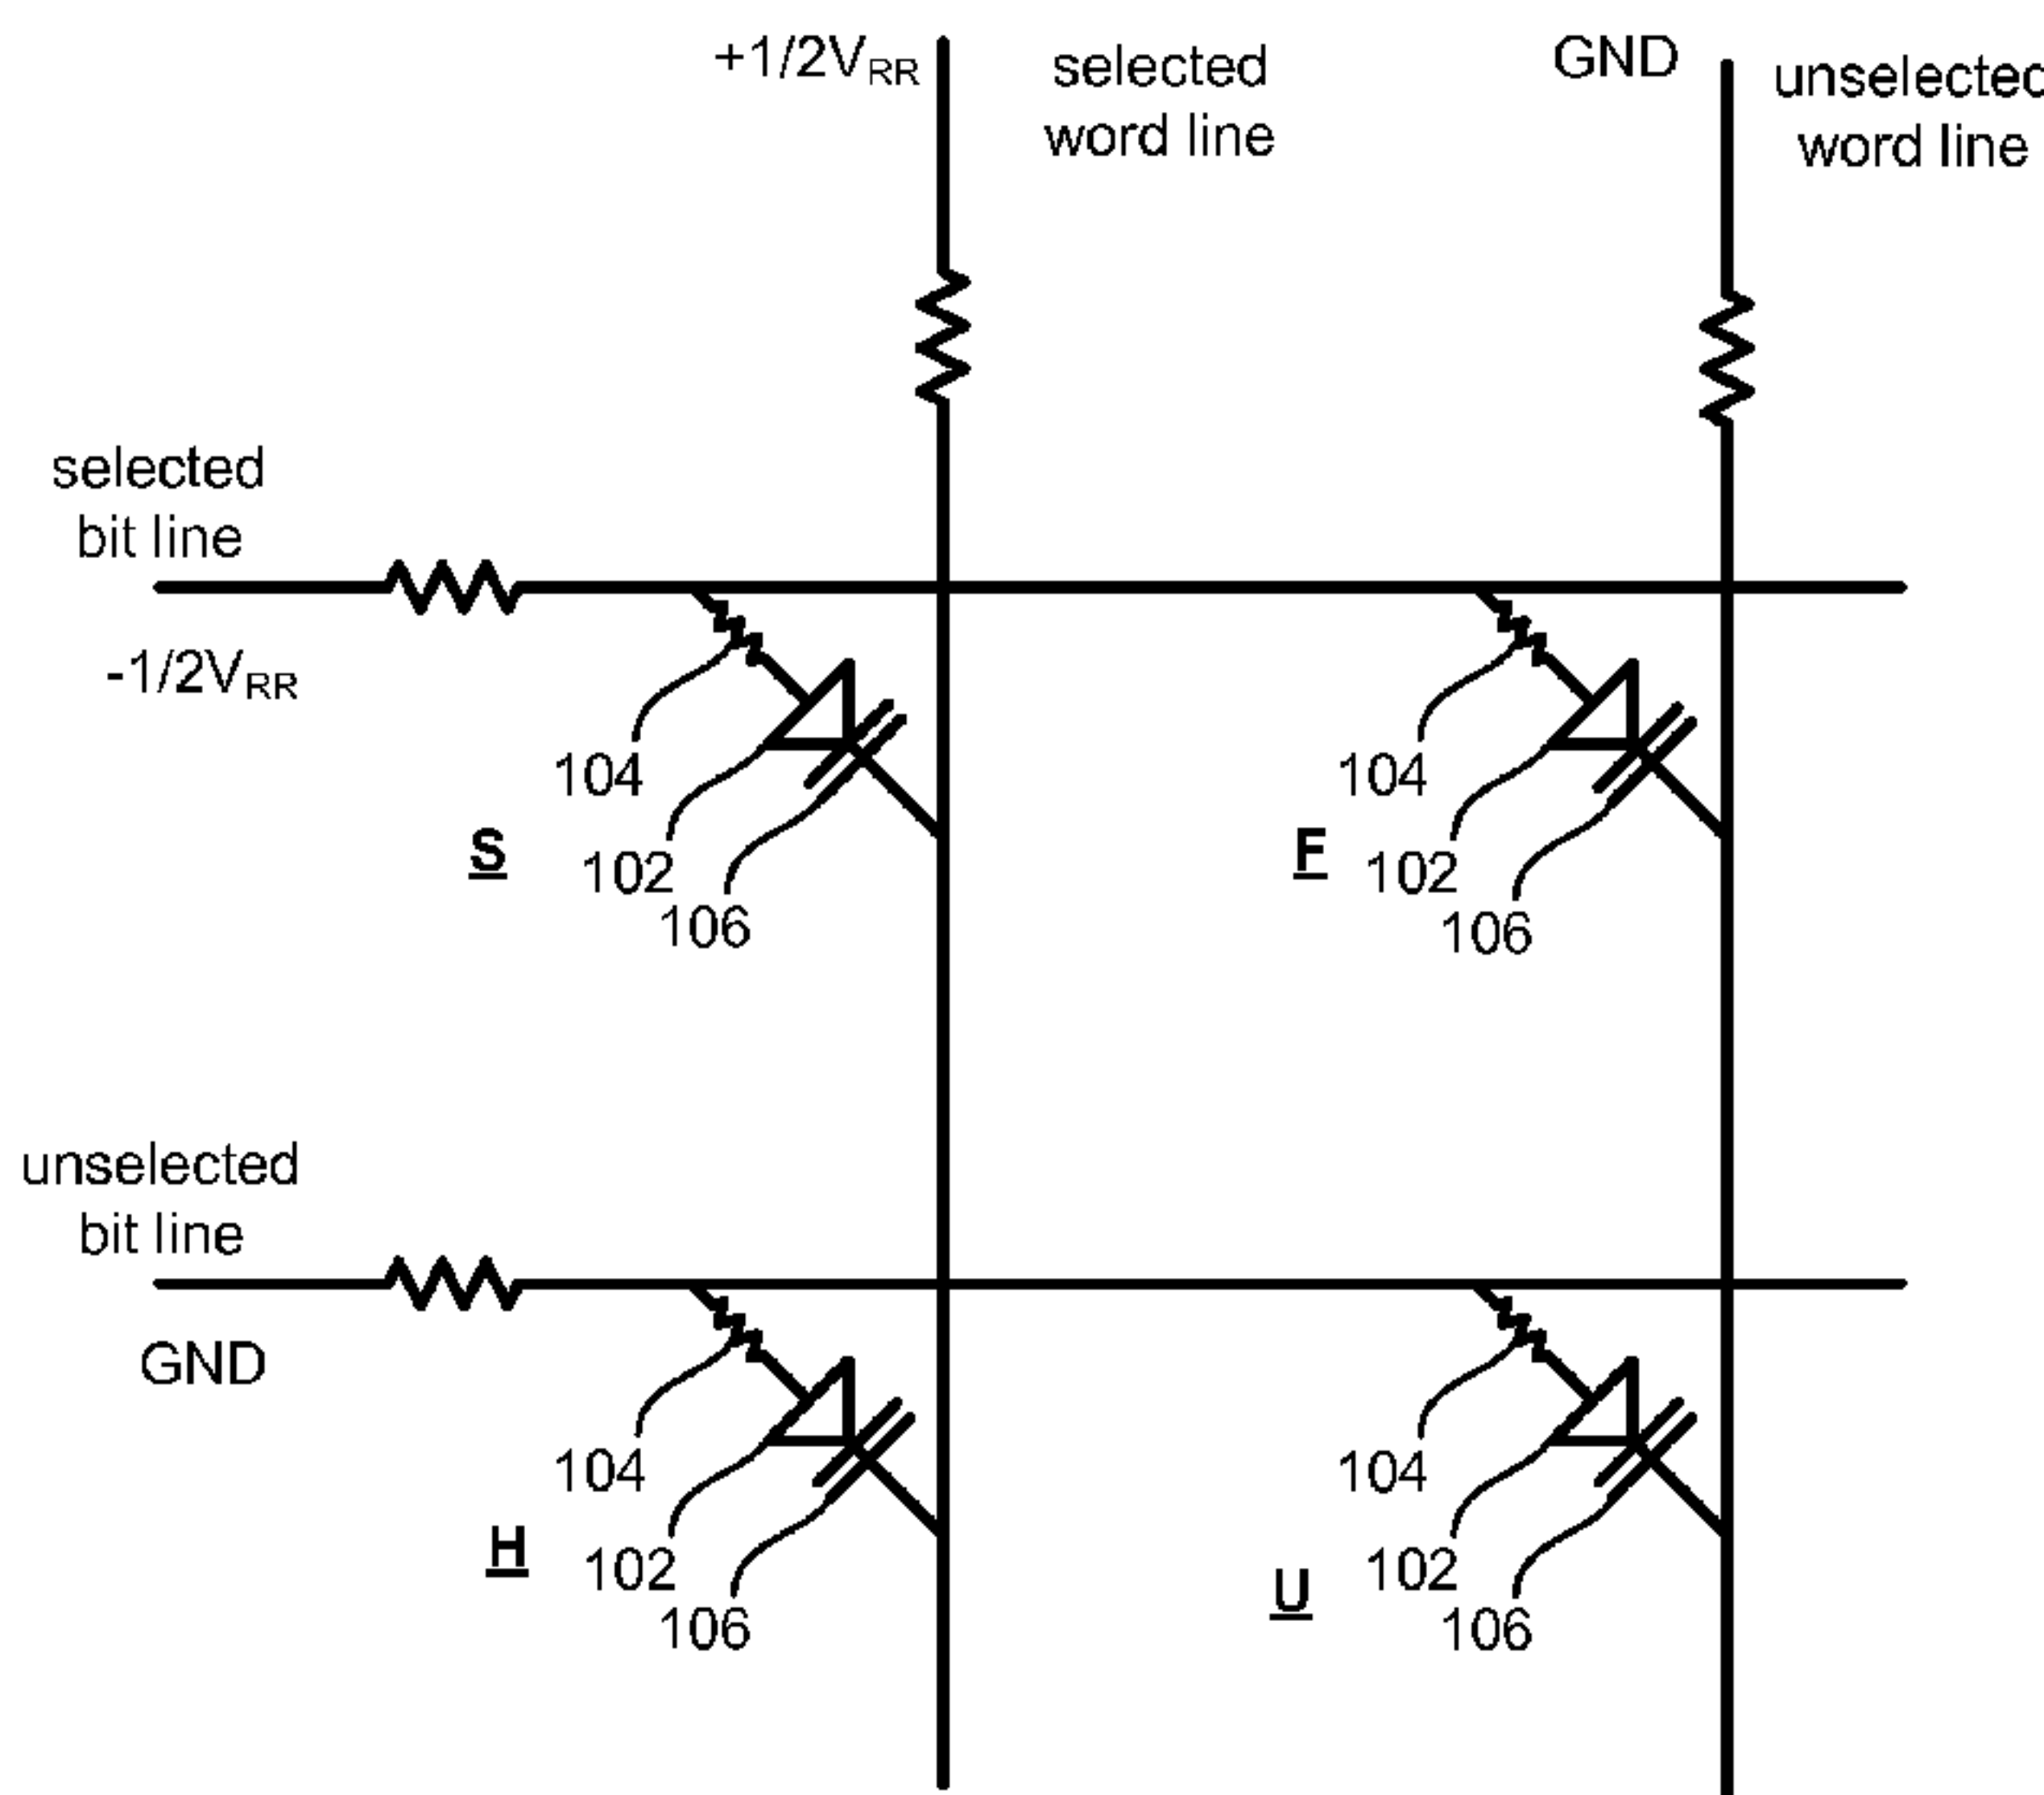 +1/2VRR
selected
word line
GND
unselected
word line
selected
bit line
-1/2VRR
104
102
106
S
104
102
106
F
unselected
bit line
GND
104
102
106
H
104
102
106
U